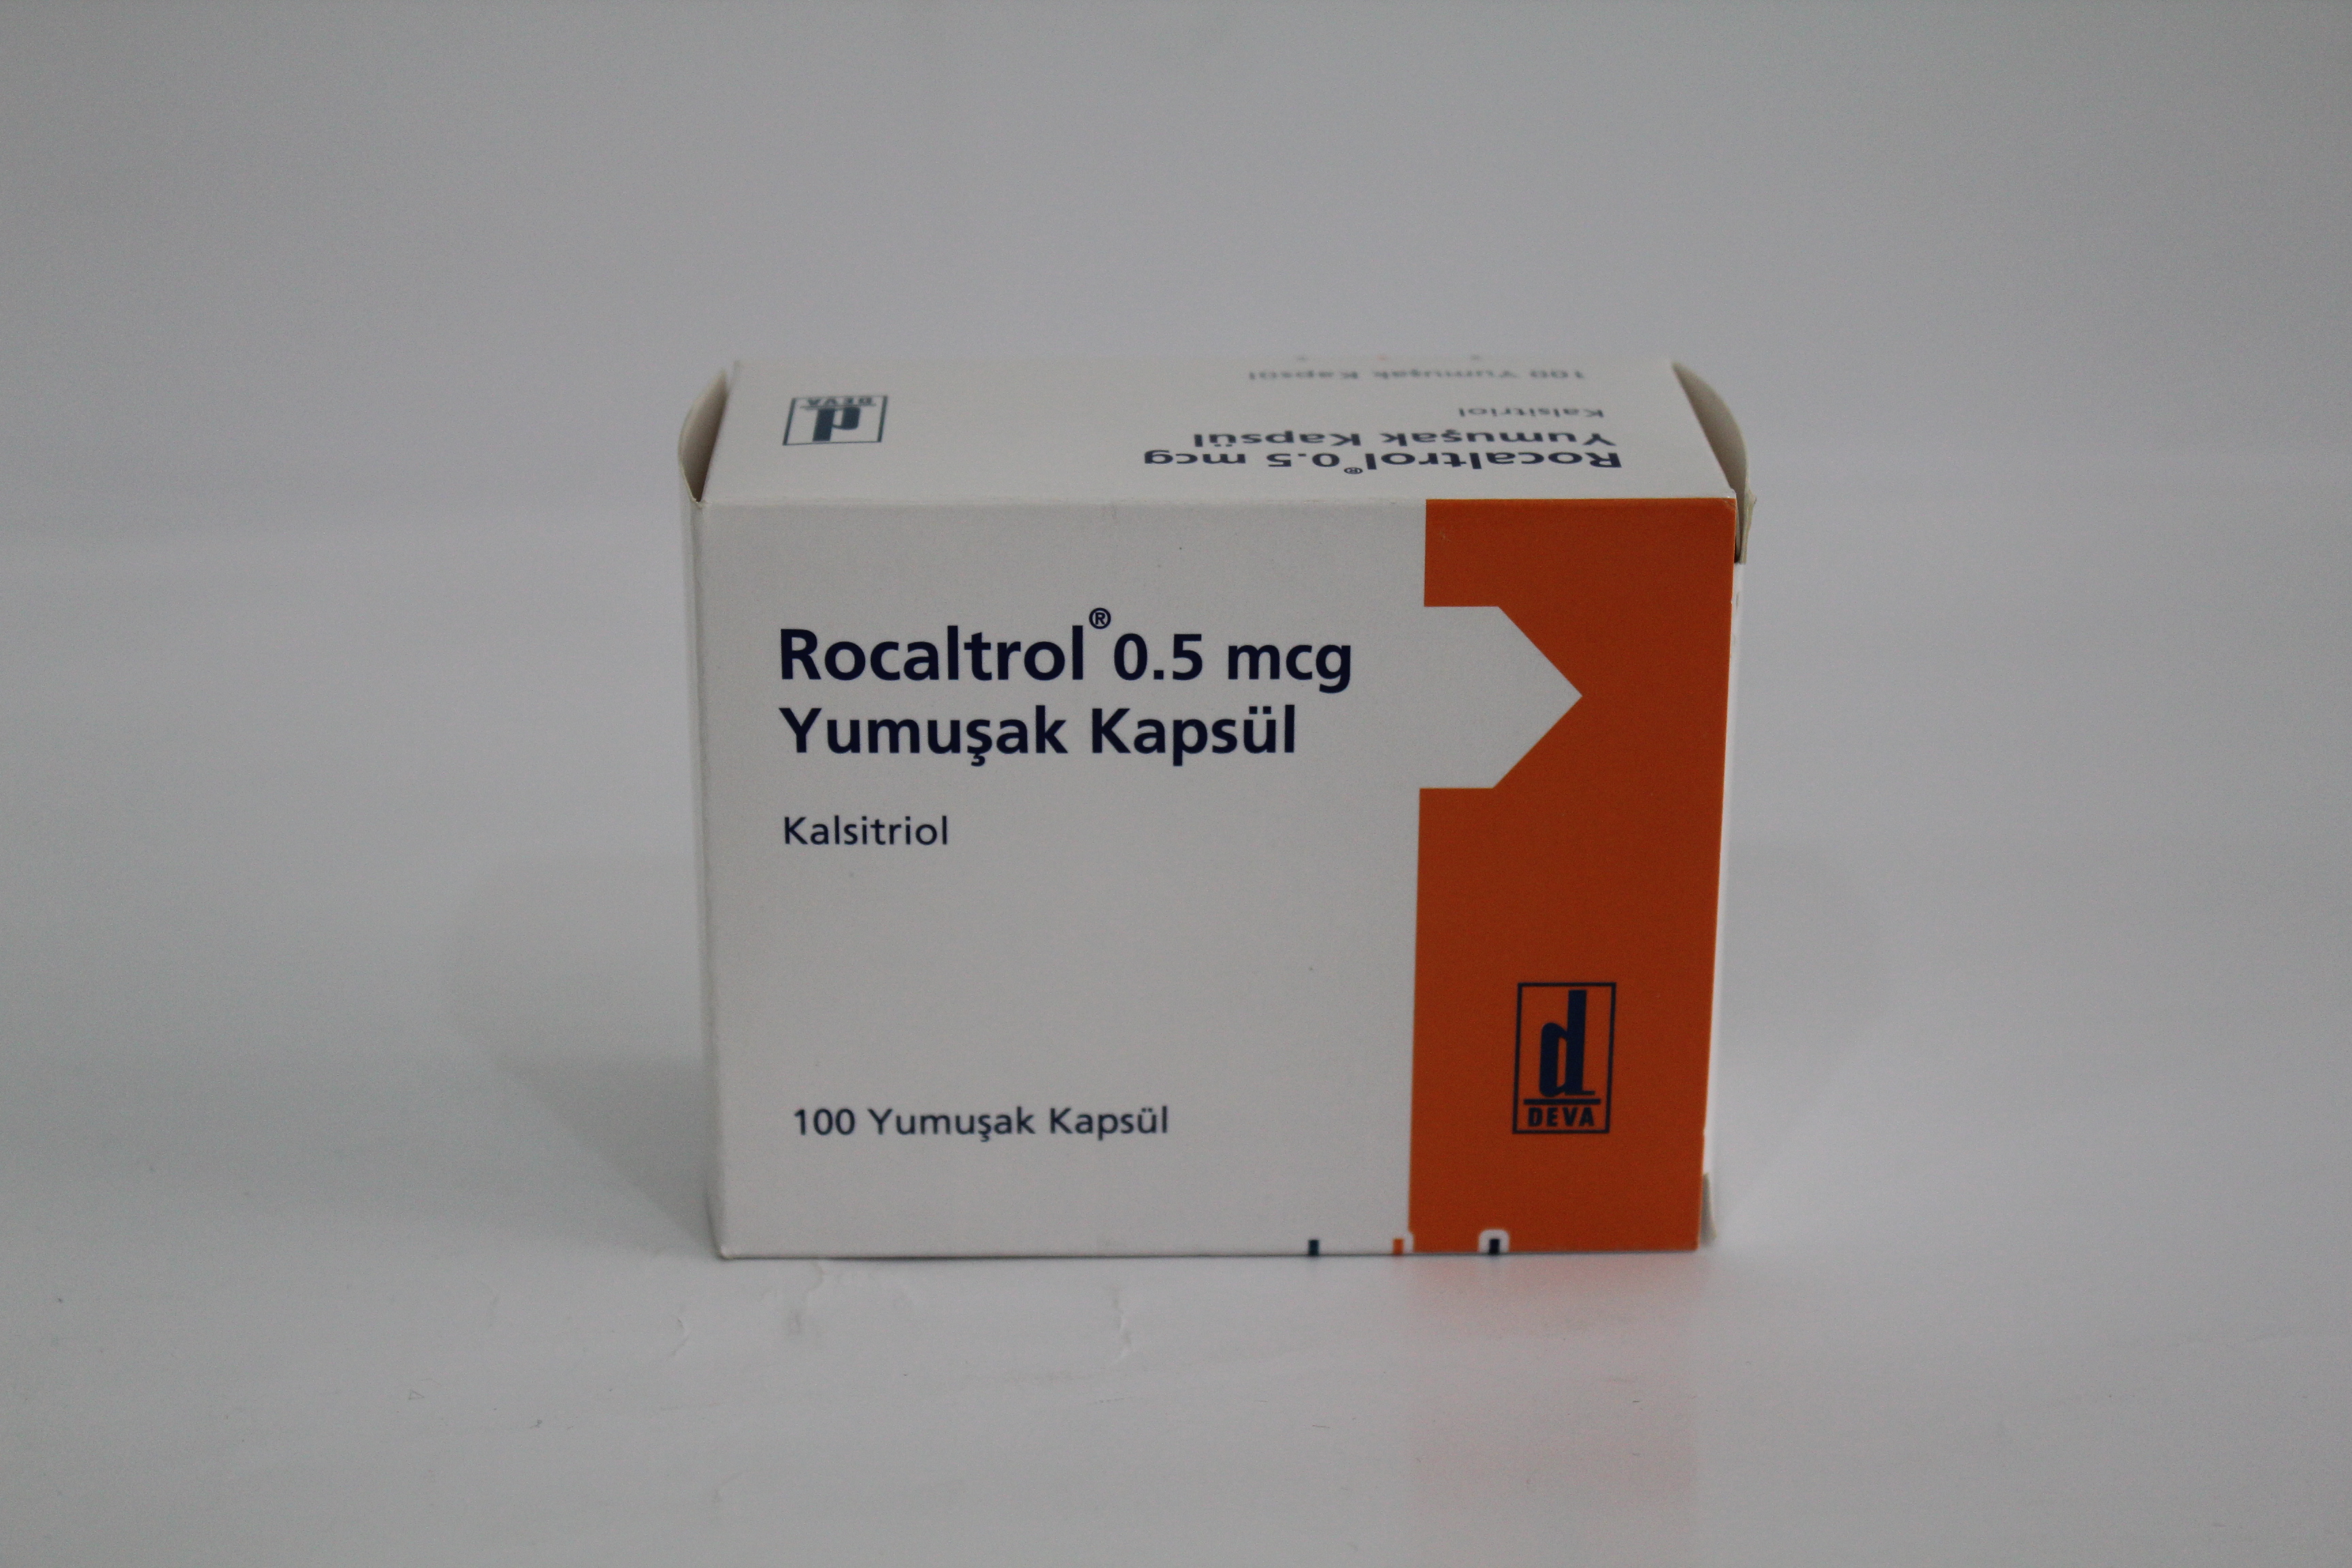 Rocaltrol® 0.5 mcg
Yumuşak Kapsül
Kalsitriol
100 Yumuşak Kapsül
DEVA
Rocaltrol® 0.5 mcg
Yumuşak Kapsül
Kalsitriol
100 Yumuşak Kapsül
d
DEVA